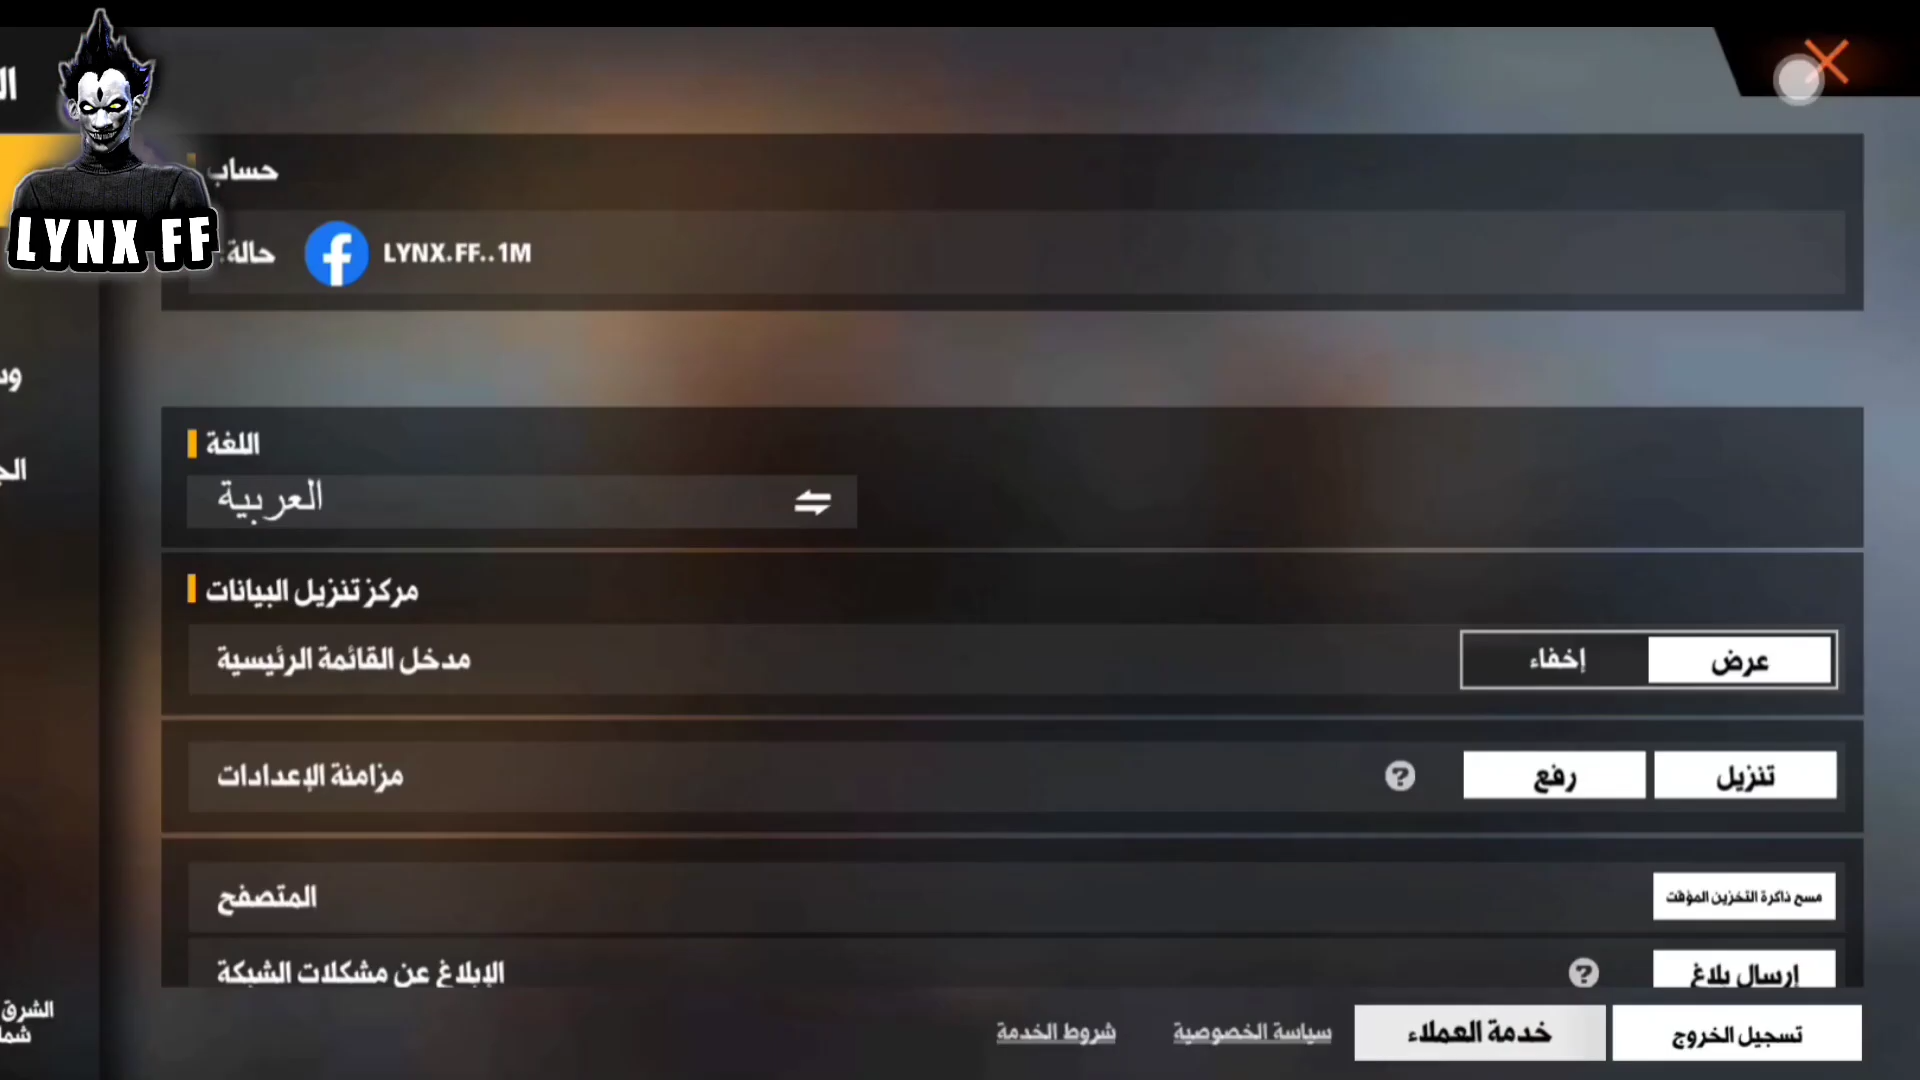 حساب
LYNX FF
حالة
LYNX.FF..1M
اللغة
العربية
مركز تنزيل البيانات
مدخل القائمة الرئيسية
إخفاء
عرض
مزامنة الإعدادات
?
رفع
تنزيل
المتصفح
مسح ذاكرة التخزين المؤقت
الإبلاغ عن مشكلات الشبكة
?
إرسال بلاغ
الشرق
شروط الخدمة
سياسة الخصوصية
خدمة العملاء
تسجيل الخروج